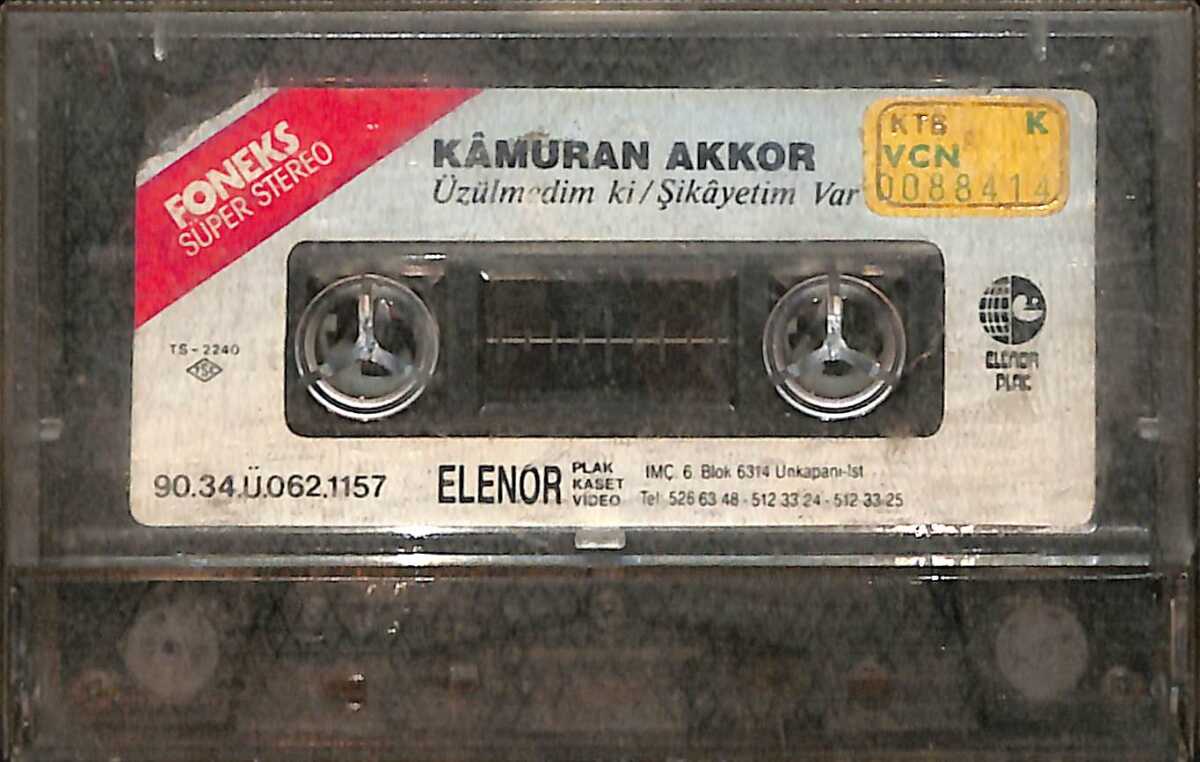 FONEKS
SÜPER STEREO
KÂMURAN AKKOR
Üzülmedim ki / Şikâyetim Var
KTB K
VCN
0088414
TS-2240
TSE
ELENOR
PLAK
90.34.Ü.062.1157
ELENOR
PLAK
KASET
VİDEO
İMÇ. 6. Blok 6314 Unkapanı-İst
Tel: 526 63 48 - 512 33 24 - 512 33 25